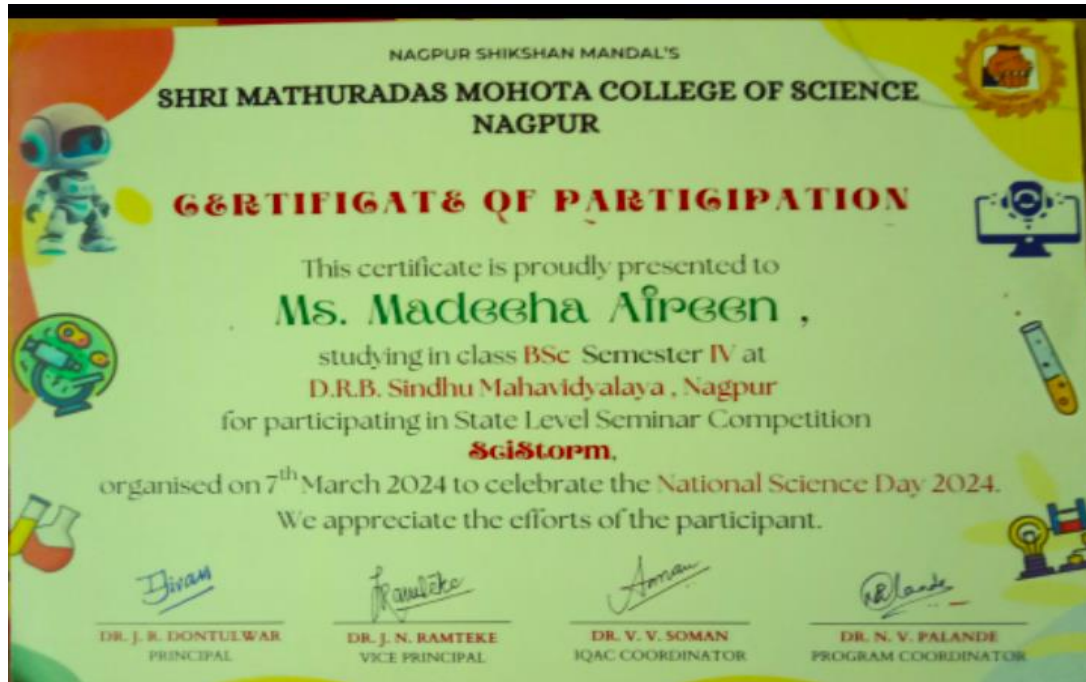 NAGPUR SHIKSHAN MANDAL'S
SHRI MATHURADAS MOHOTA COLLEGE OF SCIENCE
NAGPUR
CERTIFICATE OF PARTICIPATION
This certificate is proudly presented to
Ms. Madeeha Aireen ,
studying in class BSc Semester IV at
D.R.B. Sindhu Mahavidyalaya , Nagpur
for participating in State Level Seminar Competition
SciStorm,
organised on 7th March 2024 to celebrate the National Science Day 2024.
We appreciate the efforts of the participant.
DR. J. R. DONTULWAR
DR. J. N. RAMTEKE
DR. V. V. SOMAN
DR. N. V. PALANDE
PRINCIPAL
VICE PRINCIPAL
IQAC COORDINATOR
PROGRAM COORDINATOR